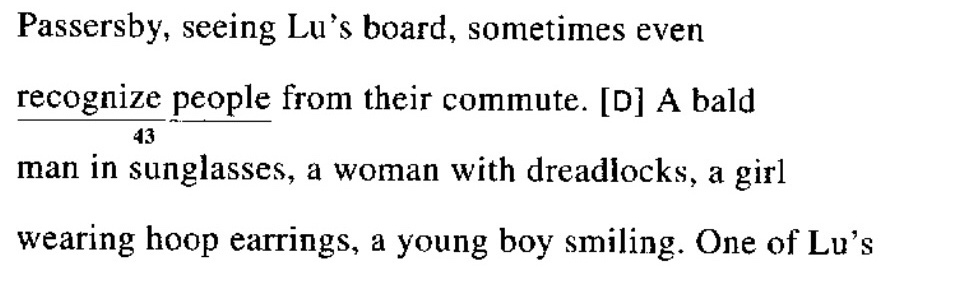 Passersby, seeing Lu's board, sometimes even
recognize people from their commute. [D] A bald
43
man in sunglasses, a woman with dreadlocks, a girl
wearing hoop earrings, a young boy smiling. One of Lu's